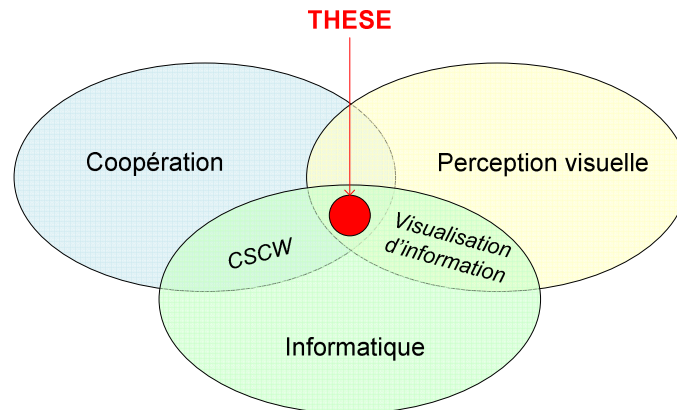 THESE
Coopération
Perception visuelle
CSCW
Visualisation
d'information
Informatique